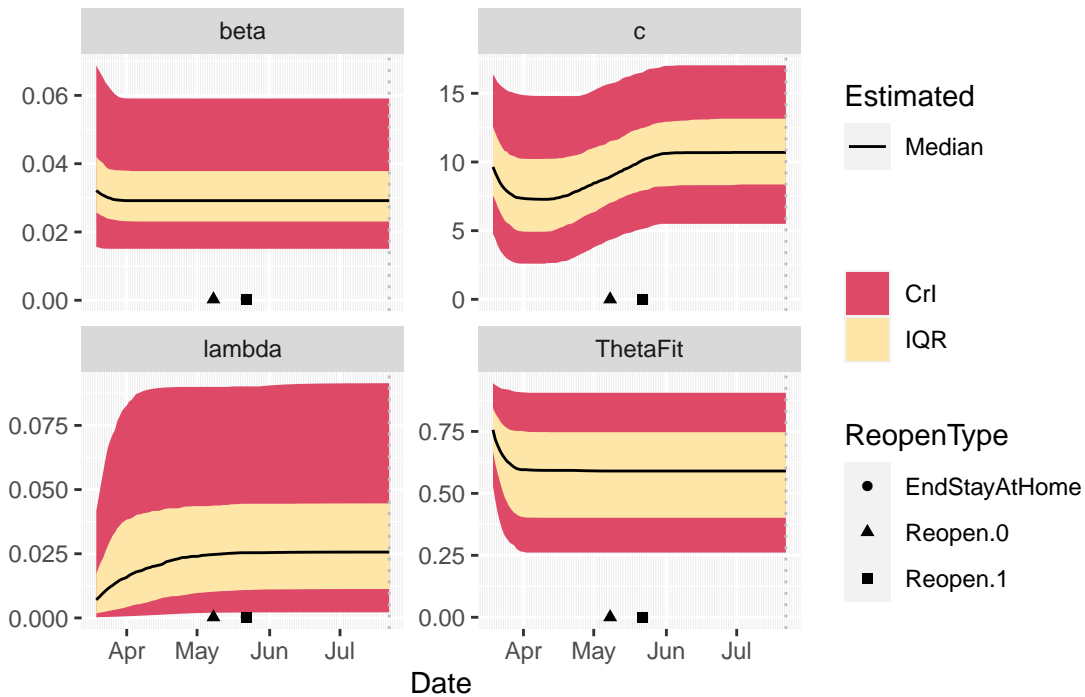 beta
c
0.06
0.04
0.02
0.00
15
10
5
0
lambda
ThetaFit
0.075
0.050
0.025
0.000
0.75
0.50
0.25
0.00
Apr May Jun Jul
Apr May Jun Jul
Date
Estimated
Median
CrI
IQR
ReopenType
EndStayAtHome
Reopen.0
Reopen.1